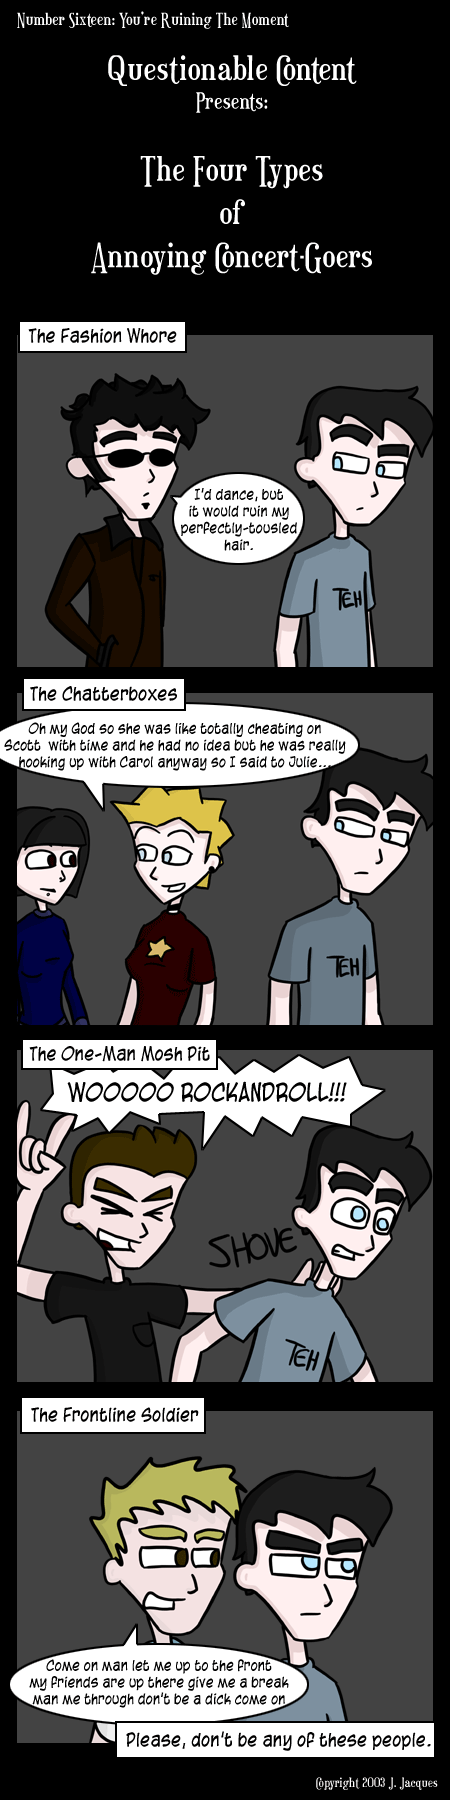 Number Sixteen: You're Ruining The Moment
Questionable Content
Presents:
The Four Types
of
Annoying Concert-Goers
The Fashion Whore
I'd dance, but
it would ruin my
perfectly-tousled
hair.
TEH
The Chatterboxes
Oh my God so she was like totally cheating on
Scott with time and he had no idea but he was really
hooking up with Carol anyway so I said to Julie...
TEH
The One-Man Mosh Pit
WOOOOO ROCKANDROLL!!!
SHOVE
TEH
The Frontline Soldier
Come on man let me up to the front
my friends are up there give me a break
man me through don't be a dick come on
Please, don't be any of these people.
Copyright 2003 J. Jacques